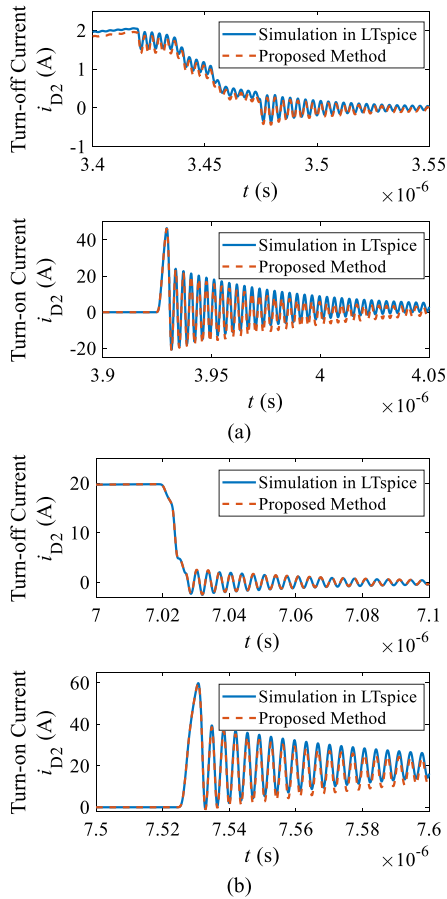 Turn-off Current
i_D2 (A)
2
1
0
-1
Simulation in LTspice
Proposed Method
3.4 3.45 3.5 3.55
t (s)
×10^-6
Turn-on Current
i_D2 (A)
40
20
0
-20
Simulation in LTspice
Proposed Method
3.9 3.95 4 4.05
t (s)
×10^-6
(a)
Turn-off Current
i_D2 (A)
20
10
0
Simulation in LTspice
Proposed Method
7 7.02 7.04 7.06 7.08 7.1
t (s)
×10^-6
Turn-on Current
i_D2 (A)
60
40
20
0
Simulation in LTspice
Proposed Method
7.5 7.52 7.54 7.56 7.58 7.6
t (s)
×10^-6
(b)